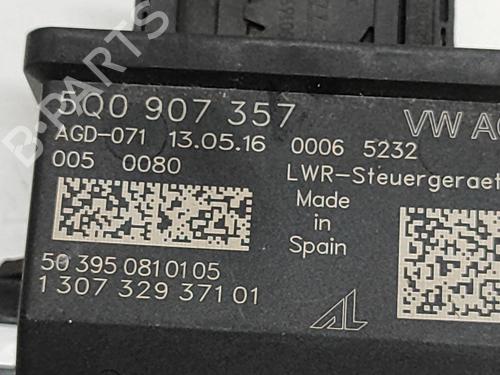 5Q0 907 357
VW AG
AGD-071 13.05.16 0006 5232
005 0080
LWR-Steuergeraet
Made
in
Spain
50 395 0810105
1 307 329 371 01
B-PARTS